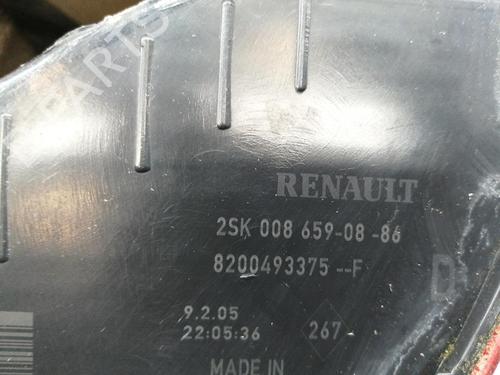 RENAULT
2SK 008 659-08-86
8200493375--F
D
9.2.05
22:05:36 267
MADE IN